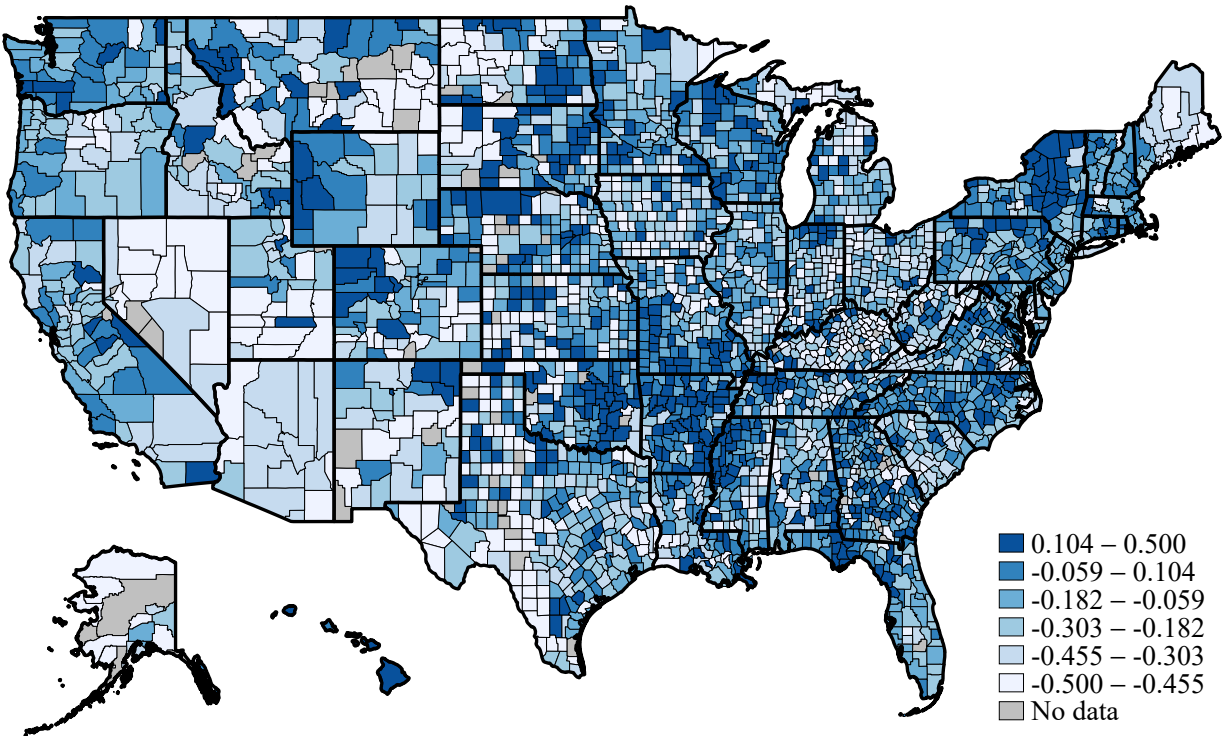 0.104 – 0.500
-0.059 – 0.104
-0.182 – -0.059
-0.303 – -0.182
-0.455 – -0.303
-0.500 – -0.455
No data